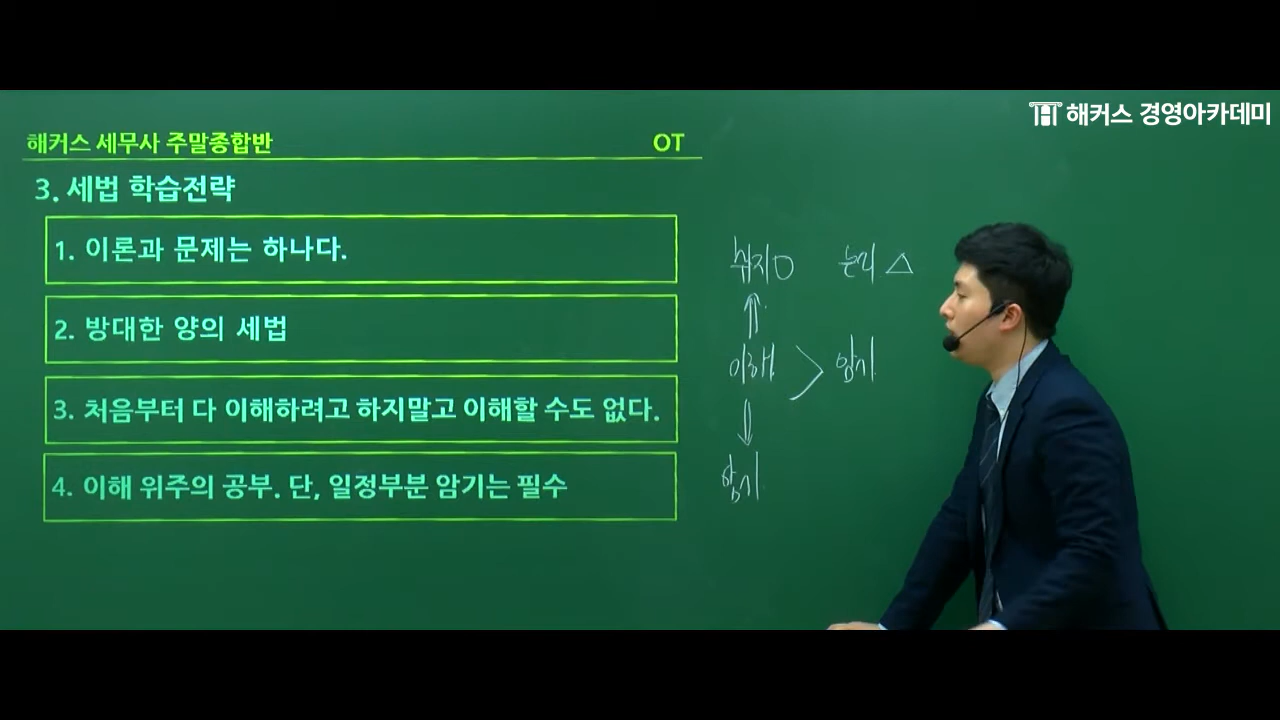 해커스 경영아카데미
해커스 세무사 주말종합반
OT
3. 세법 학습전략
1. 이론과 문제는 하나다.
2. 방대한 양의 세법
3. 처음부터 다 이해하려고 하지말고 이해할 수도 없다.
4. 이해 위주의 공부. 단, 일정부분 암기는 필수
취지○ 논리 △
이해 > 암기
암기